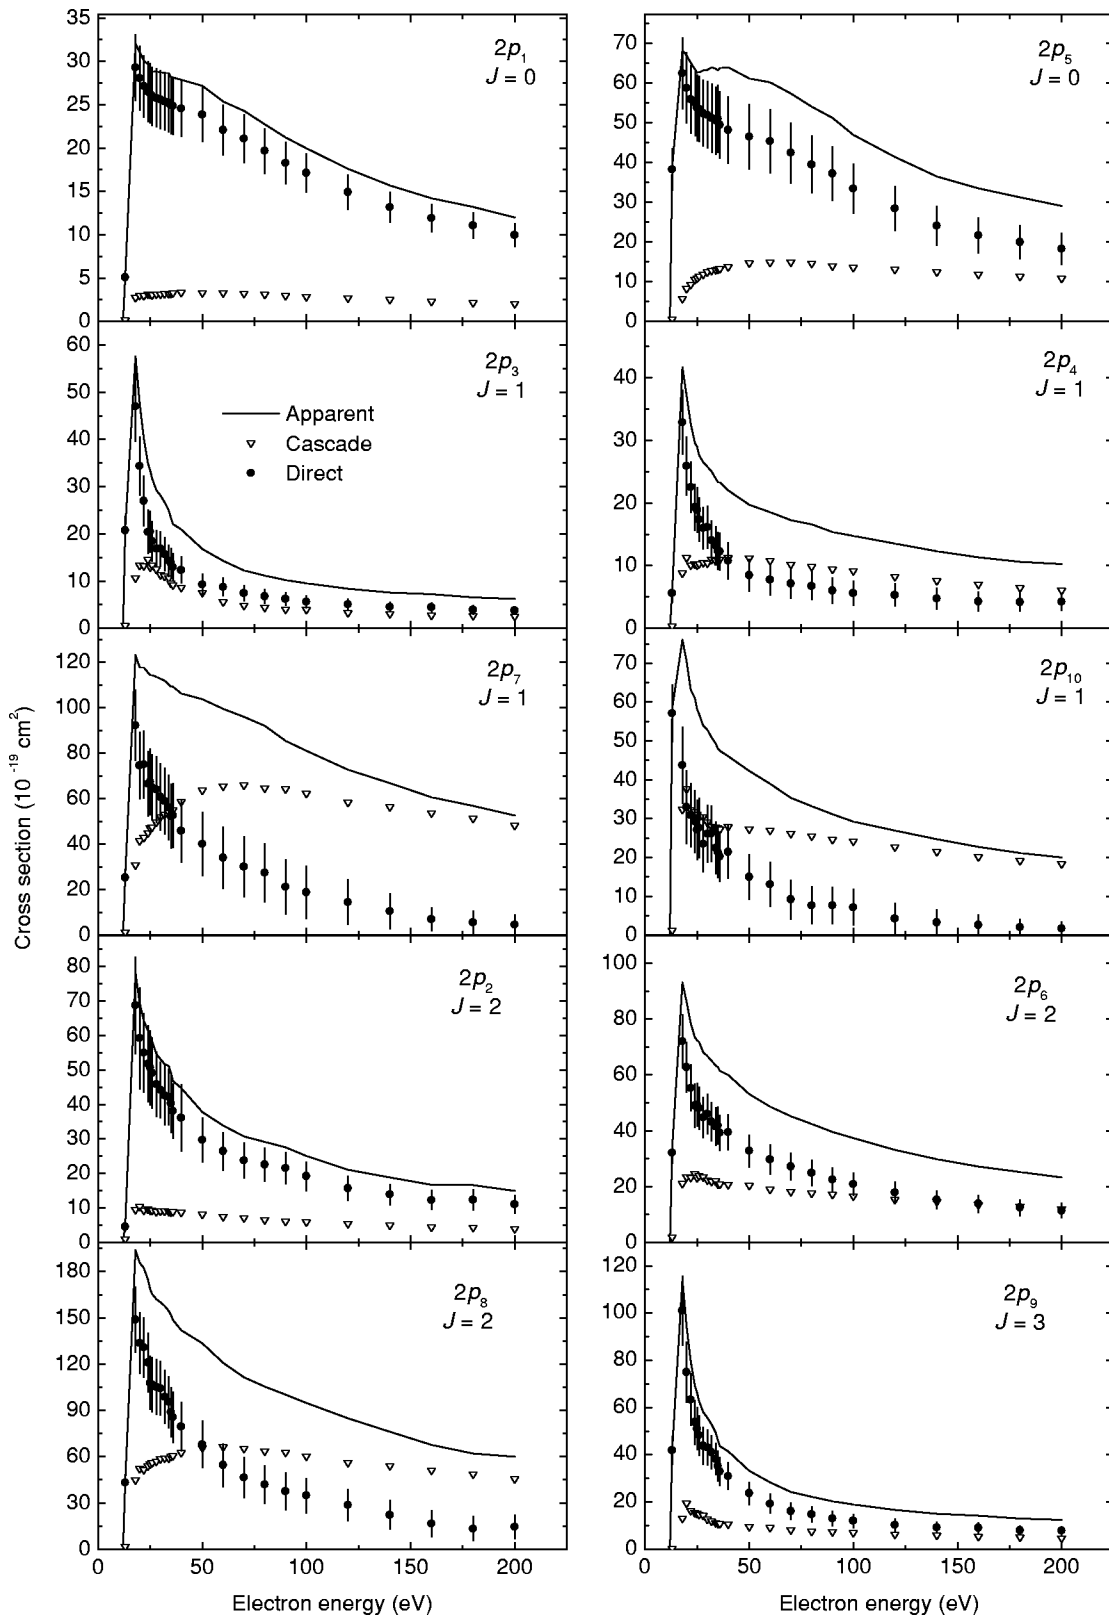 2p₁
J = 0
35
30
25
20
15
10
5
0
2p₅
J = 0
70
60
50
40
30
20
10
0
2p₃
J = 1
60
50
40
30
20
10
0
Apparent
Cascade
Direct
2p₄
J = 1
40
30
20
10
0
2p₇
J = 1
120
100
80
60
40
20
0
2p₁₀
J = 1
70
60
50
40
30
20
10
0
Cross section (10⁻¹⁹ cm²)
2p₂
J = 2
80
70
60
50
40
30
20
10
0
2p₆
J = 2
100
80
60
40
20
0
2p₈
J = 2
180
150
120
90
60
30
0
2p₉
J = 3
120
100
80
60
40
20
0
0 50 100 150 200
0 50 100 150 200
Electron energy (eV)
Electron energy (eV)